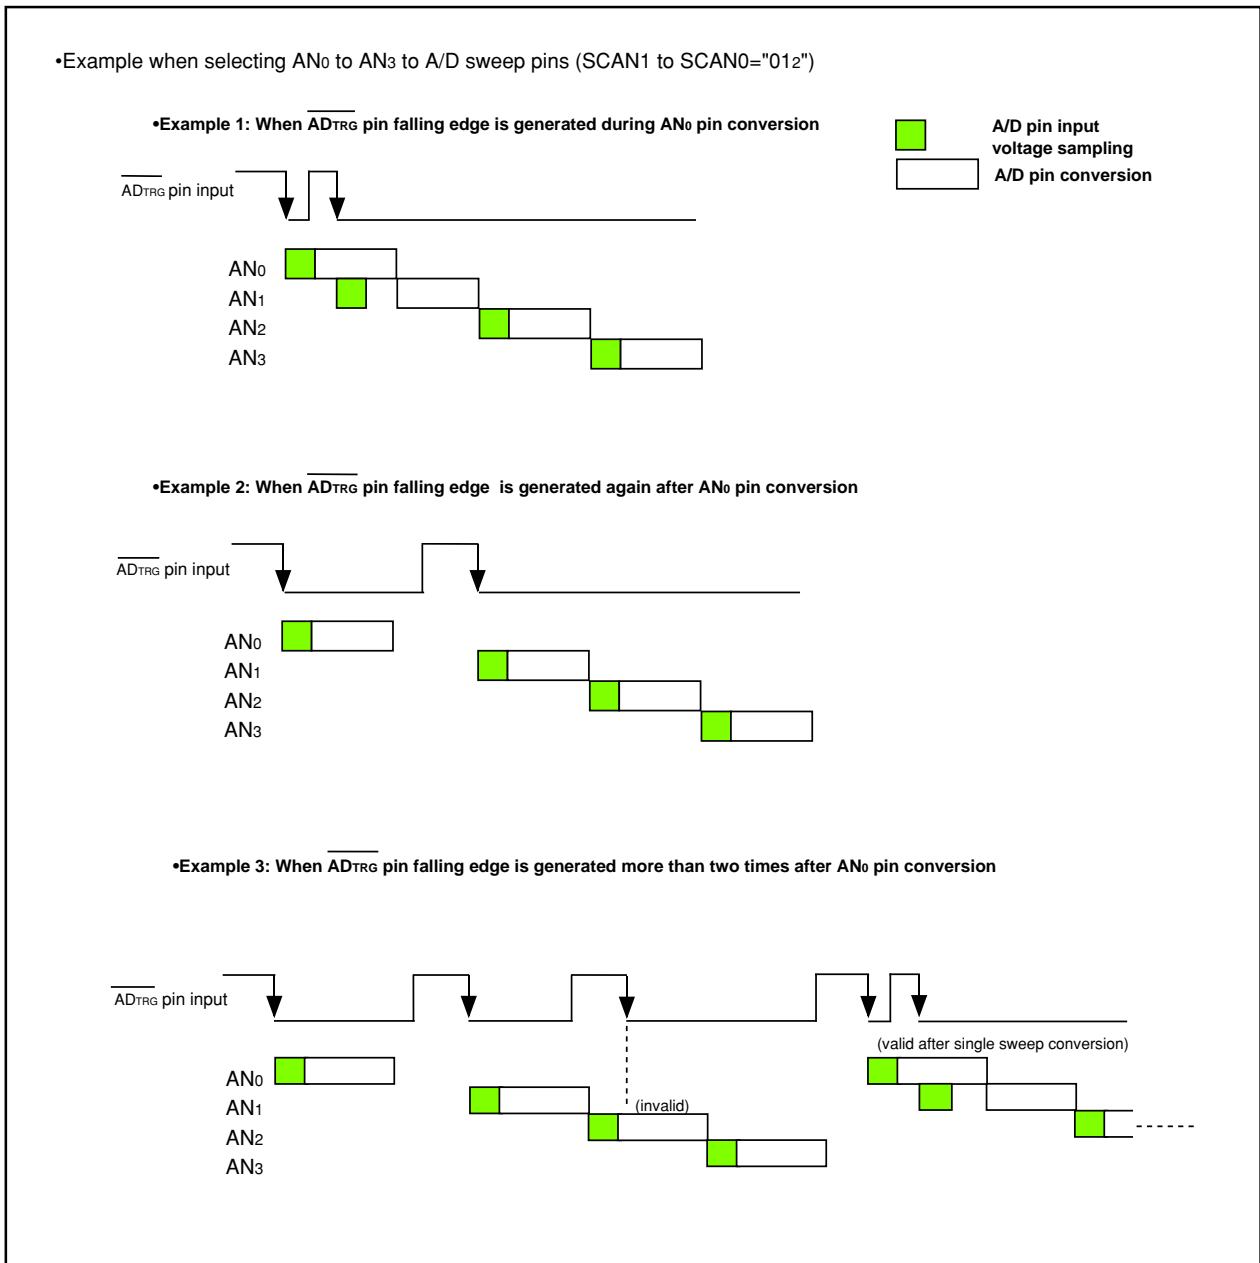 •Example when selecting AN0 to AN3 to A/D sweep pins (SCAN1 to SCAN0="012")
•Example 1: When ADTRG pin falling edge is generated during AN0 pin conversion
A/D pin input
voltage sampling
A/D pin conversion
ADTRG pin input
AN0
AN1
AN2
AN3
•Example 2: When ADTRG pin falling edge is generated again after AN0 pin conversion
ADTRG pin input
AN0
AN1
AN2
AN3
•Example 3: When ADTRG pin falling edge is generated more than two times after AN0 pin conversion
ADTRG pin input
(valid after single sweep conversion)
AN0
AN1
(invalid)
AN2
AN3